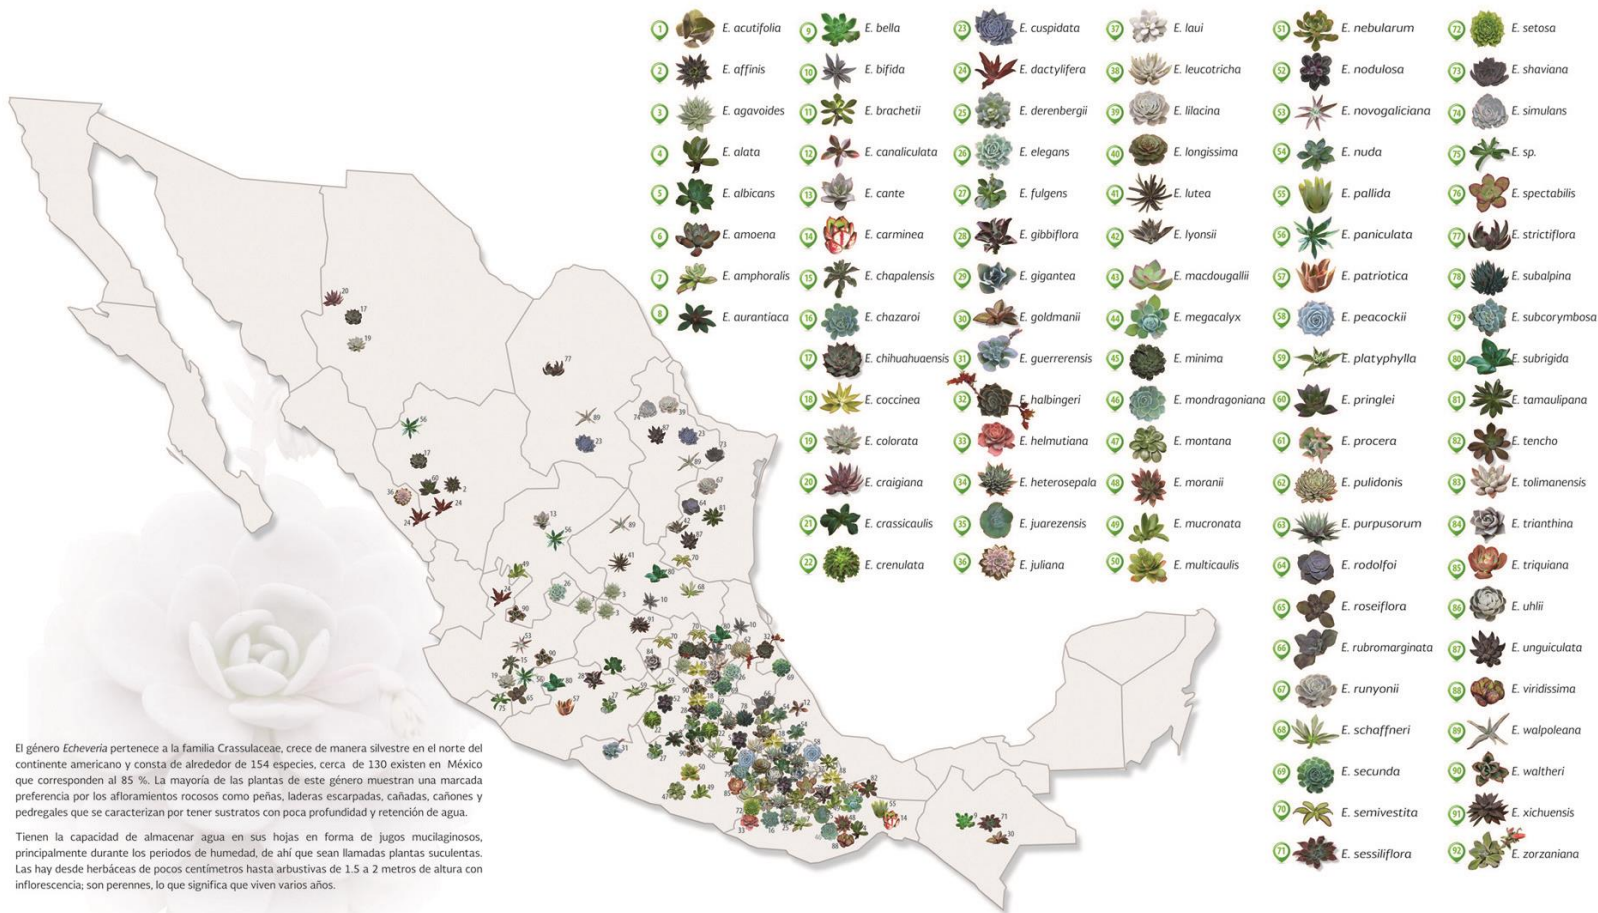 1 E. acutifolia
2 E. affinis
3 E. agavoides
4 E. alata
5 E. albicans
6 E. amoena
7 E. amphoralis
8 E. aurantiaca
9 E. bella
10 E. bifida
11 E. brachetii
12 E. canaliculata
13 E. cante
14 E. carminea
15 E. chapalensis
16 E. chazaroi
17 E. chihuahuaensis
18 E. coccinea
19 E. colorata
20 E. craigiana
21 E. crassicaulis
22 E. crenulata
23 E. cuspidata
24 E. dactylifera
25 E. derenbergii
26 E. elegans
27 E. fulgens
28 E. gibbiflora
29 E. gigantea
30 E. goldmanii
31 E. guerrerensis
32 E. halbingeri
33 E. helmutiana
34 E. heterosepala
35 E. juarezensis
36 E. juliana
37 E. laui
38 E. leucotricha
39 E. lilacina
40 E. longissima
41 E. lutea
42 E. lyonsii
43 E. macdougallii
44 E. megacalyx
45 E. minima
46 E. mondragoniana
47 E. montana
48 E. moranii
49 E. mucronata
50 E. multicaulis
51 E. nebularum
52 E. nodulosa
53 E. novogaliciana
54 E. nuda
55 E. pallida
56 E. paniculata
57 E. patriotica
58 E. peacockii
59 E. platyphylla
60 E. pringlei
61 E. procera
62 E. pulidonis
63 E. purpusorum
64 E. rodolfoi
65 E. roseiflora
66 E. rubromarginata
67 E. runyonii
68 E. schaffneri
69 E. secunda
70 E. semivestita
71 E. sessiliflora
72 E. setosa
73 E. shaviana
74 E. simulans
75 E. sp.
76 E. spectabilis
77 E. strictiflora
78 E. subalpina
79 E. subcorymbosa
80 E. subrigida
81 E. tamaulipana
82 E. tencho
83 E. tolimanensis
84 E. trianthina
85 E. triquiana
86 E. uhlii
87 E. unguiculata
88 E. viridissima
89 E. walpoleana
90 E. waltheri
91 E. xichuensis
92 E. zorzaniana
20
17
19
77
56
89
74
39
87
23
23
73
89
El género Echeveria pertenece a la familia Crassulaceae, crece de manera silvestre en el norte del
continente americano y consta de alrededor de 154 especies, cerca de 130 existen en México
que corresponden al 85 %. La mayoría de las plantas de este género muestran una marcada
preferencia por los afloramientos rocosos como peñas, laderas escarpadas, cañadas, cañones y
pedregales que se caracterizan por tener sustratos con poca profundidad y retención de agua.
Tienen la capacidad de almacenar agua en sus hojas en forma de jugos mucilaginosos,
principalmente durante los periodos de humedad, de ahí que sean llamadas plantas suculentas.
Las hay desde herbáceas de pocos centímetros hasta arbustivas de 1.5 a 2 metros de altura con
inflorescencia; son perennes, lo que significa que viven varios años.